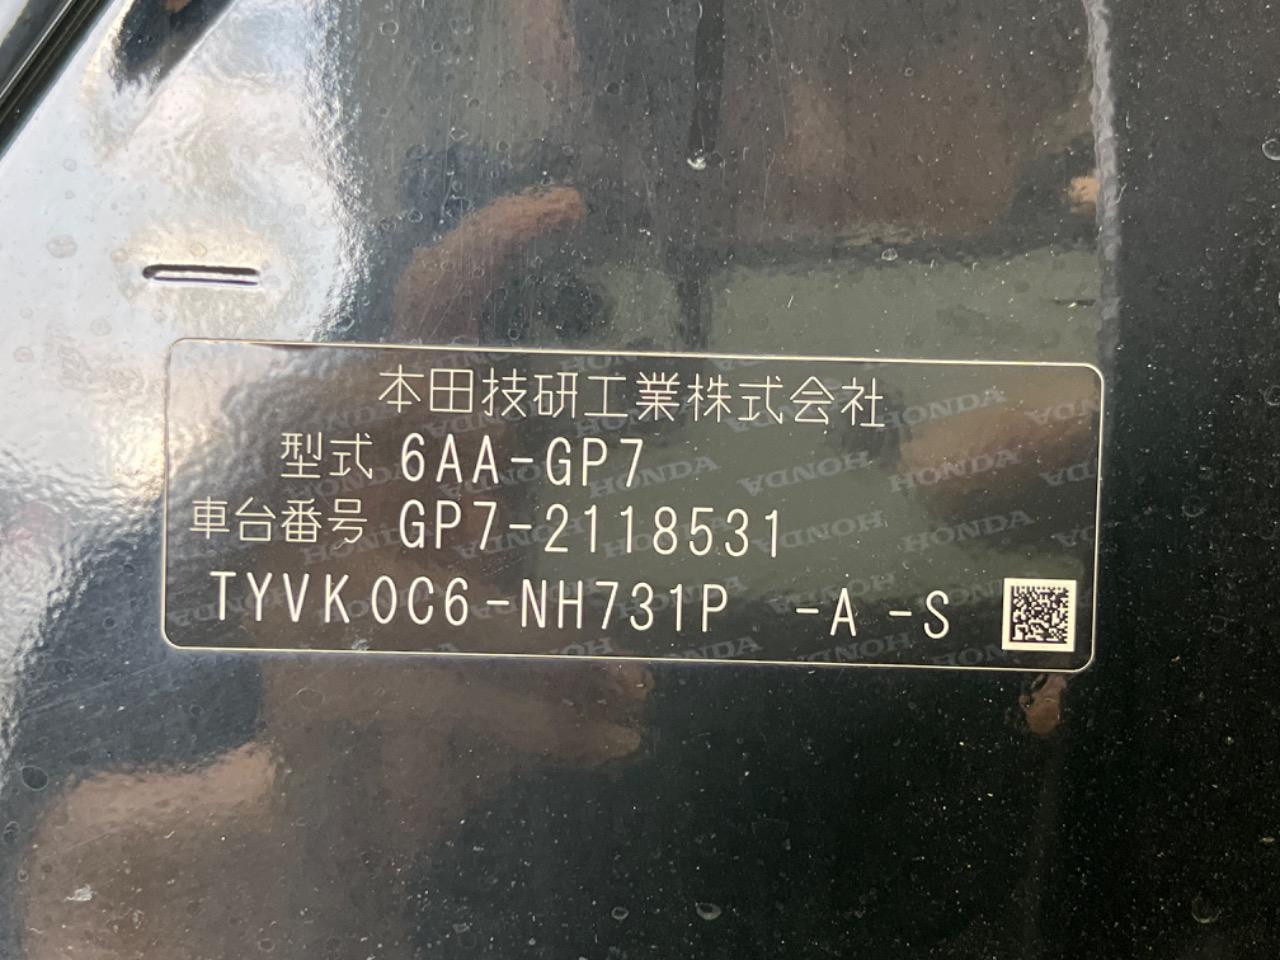 本田技研工業株式会社
型式 6AA-GP7
車台番号 GP7-2118531
TYVK0C6-NH731P -A -S